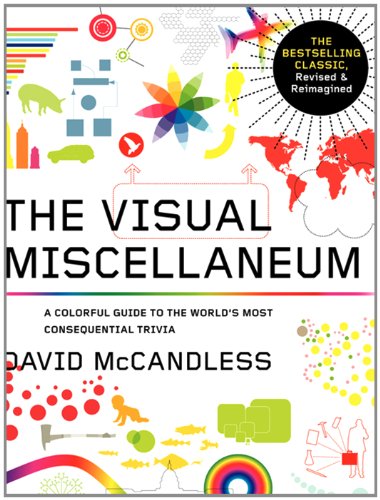 THE
BESTSELLING
CLASSIC,
Revised &
Reimagined
THE VISUAL
MISCELLANEUM
A COLORFUL GUIDE TO THE WORLD'S MOST
CONSEQUENTIAL TRIVIA
DAVID McCANDLESS